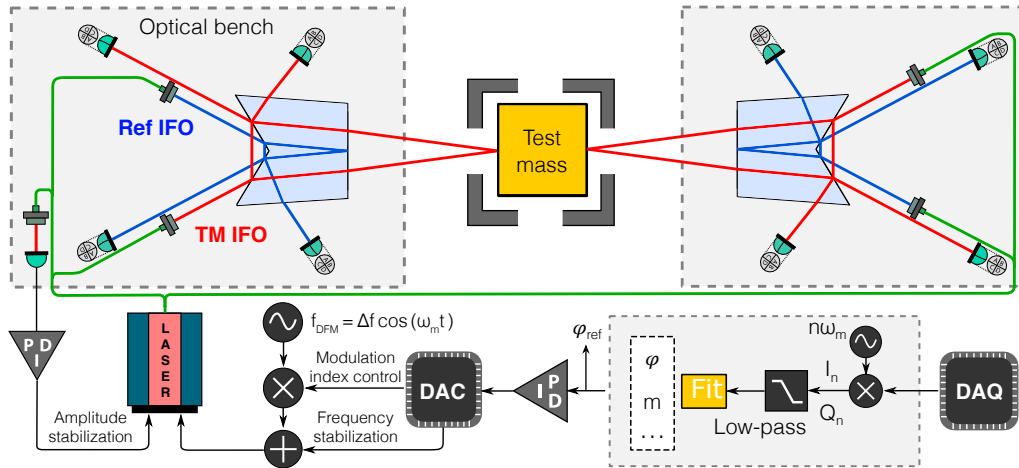 Optical bench
Ref IFO
TM IFO
Test
mass
LASER
P D
I
Amplitude
stabilization
f_DFM = Δf cos (ω_m t)
Modulation
index control
Frequency
stabilization
DAC
φ_ref
P
I D
φ
m
...
Fit
Low-pass
nω_m
I_n
Q_n
DAQ